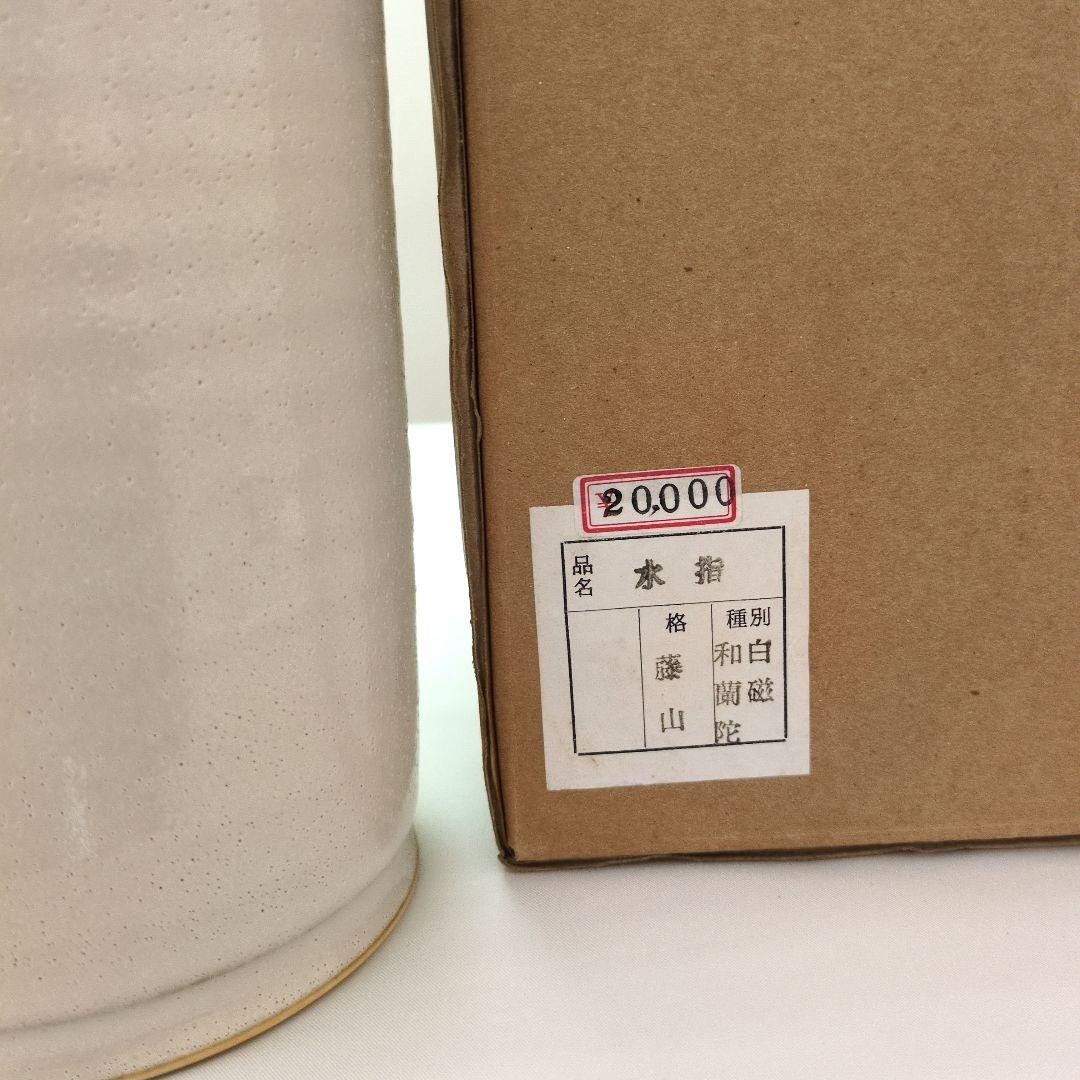 ¥20,000
品名
水指
種別
白磁
和蘭陀
格
藤山